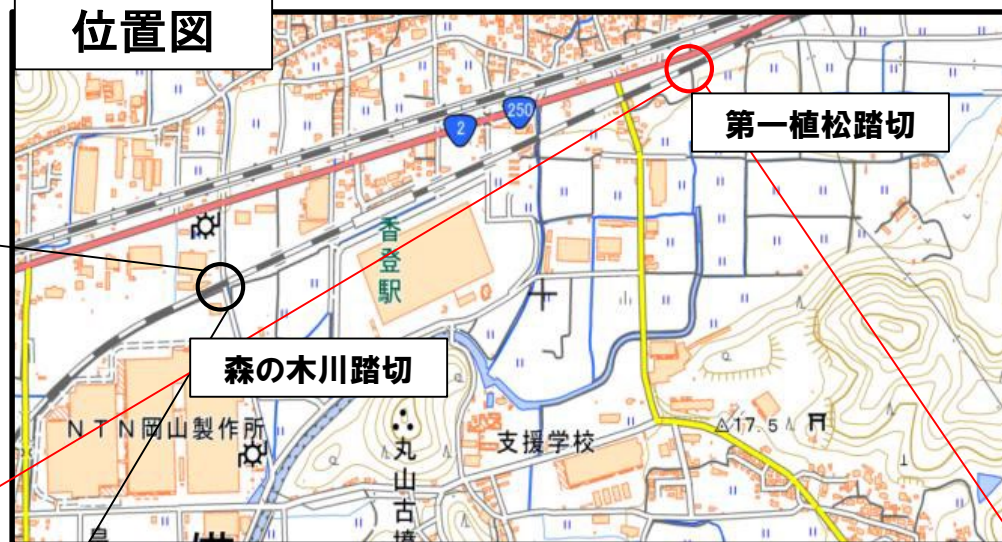 位置図
250
2
第一植松踏切
香登駅
森の木川踏切
NTN岡山製作所
丸山古墳
支援学校
17.5